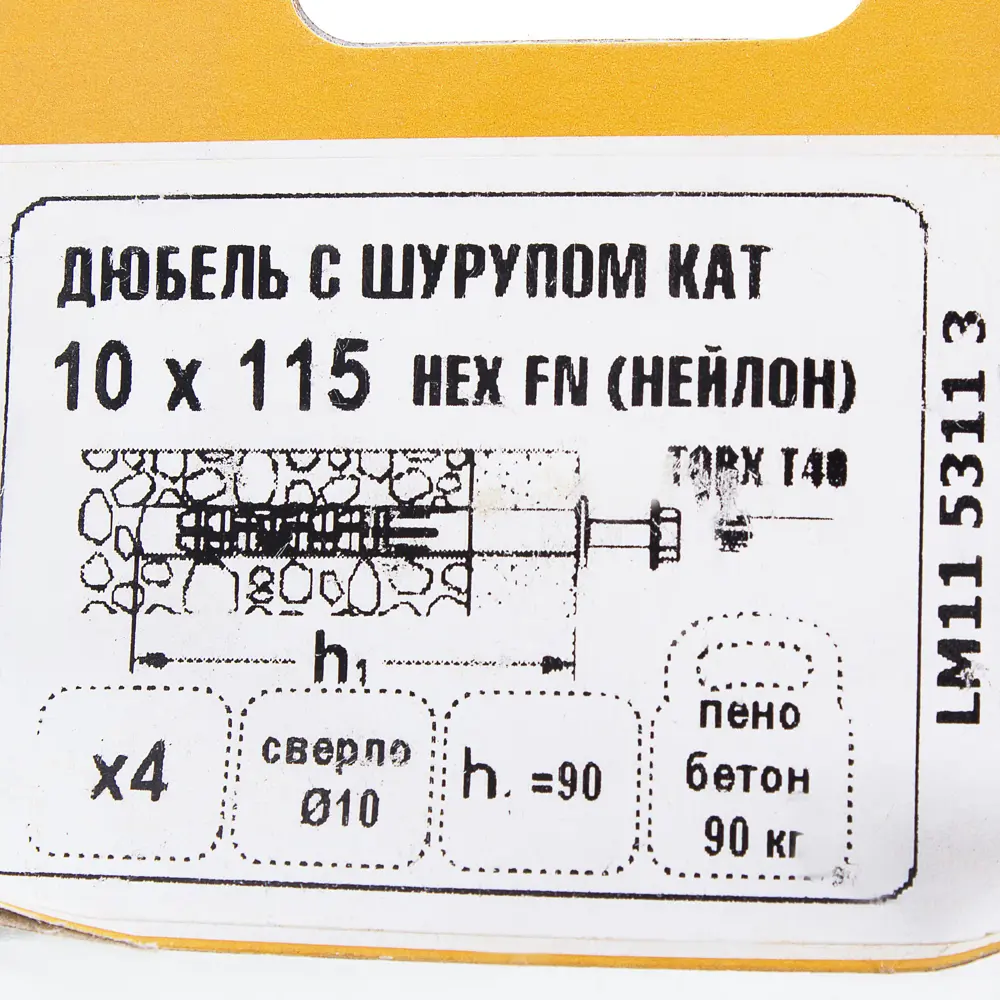 ДЮБЕЛЬ С ШУРУПОМ КАТ
10 x 115 HEX FN (НЕЙЛОН)
TORX T40
h1
x4
сверло
Ø10
h1 =90
пено
бетон
90 кг
LM11 5311 3